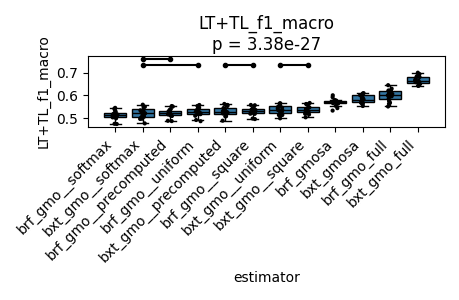 LT+TL_f1_macro
p = 3.38e-27
LT+TL_f1_macro
0.7
0.6
0.5
brf_gmo__softmax
bxt_gmo__softmax
brf_gmo__precomputed
brf_gmo__uniform
bxt_gmo__precomputed
brf_gmo__square
bxt_gmo__uniform
bxt_gmo__square
brf_gmosa
bxt_gmosa
brf_gmo_full
bxt_gmo_full
estimator